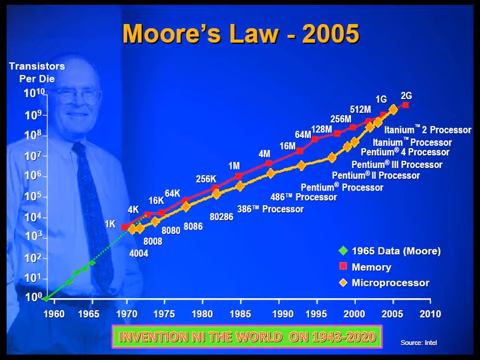 Moore's Law - 2005
Transistors
Per Die
10¹⁰
10⁹
10⁸
10⁷
10⁶
10⁵
10⁴
10³
10²
10¹
10⁰
1K
4K
16K
64K
256K
1M
4M
16M
64M
128M
256M
512M
1G
2G
4004
8008
8080
8086
80286
386™ Processor
486™ Processor
Pentium® Processor
Pentium® II Processor
Pentium® III Processor
Pentium® 4 Processor
Itanium™ Processor
Itanium™ 2 Processor
1965 Data (Moore)
Memory
Microprocessor
1960 1965 1970 1975 1980 1985 1990 1995 2000 2005 2010
INVENTION NI THE WORLD ON 1943-2020
Source: Intel